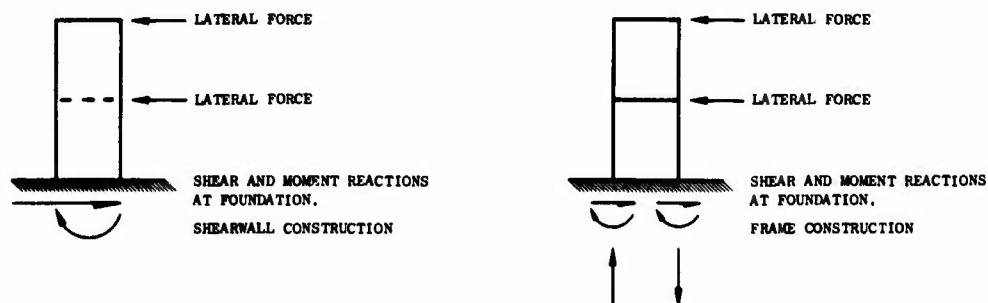 LATERAL FORCE
LATERAL FORCE
SHEAR AND MOMENT REACTIONS
AT FOUNDATION.
SHEARWALL CONSTRUCTION
LATERAL FORCE
LATERAL FORCE
SHEAR AND MOMENT REACTIONS
AT FOUNDATION.
FRAME CONSTRUCTION